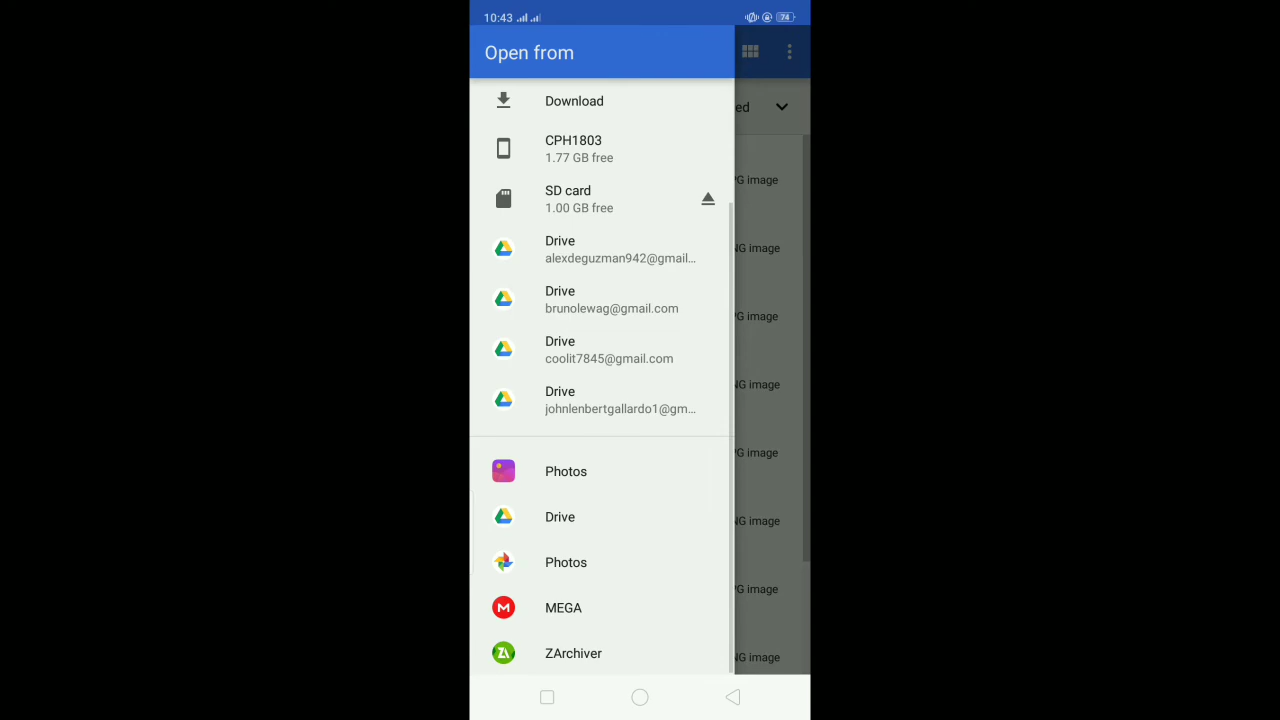 10:43
74
Open from
Download
ed
CPH1803
1.77 GB free
PG image
SD card
1.00 GB free
Drive
alexdeguzman942@gmail...
NG image
Drive
brunolewag@gmail.com
PG image
Drive
coolit7845@gmail.com
Drive
johnlenbertgallardo1@gm...
NG image
PG image
Photos
Drive
NG image
Photos
PG image
MEGA
ZArchiver
NG image